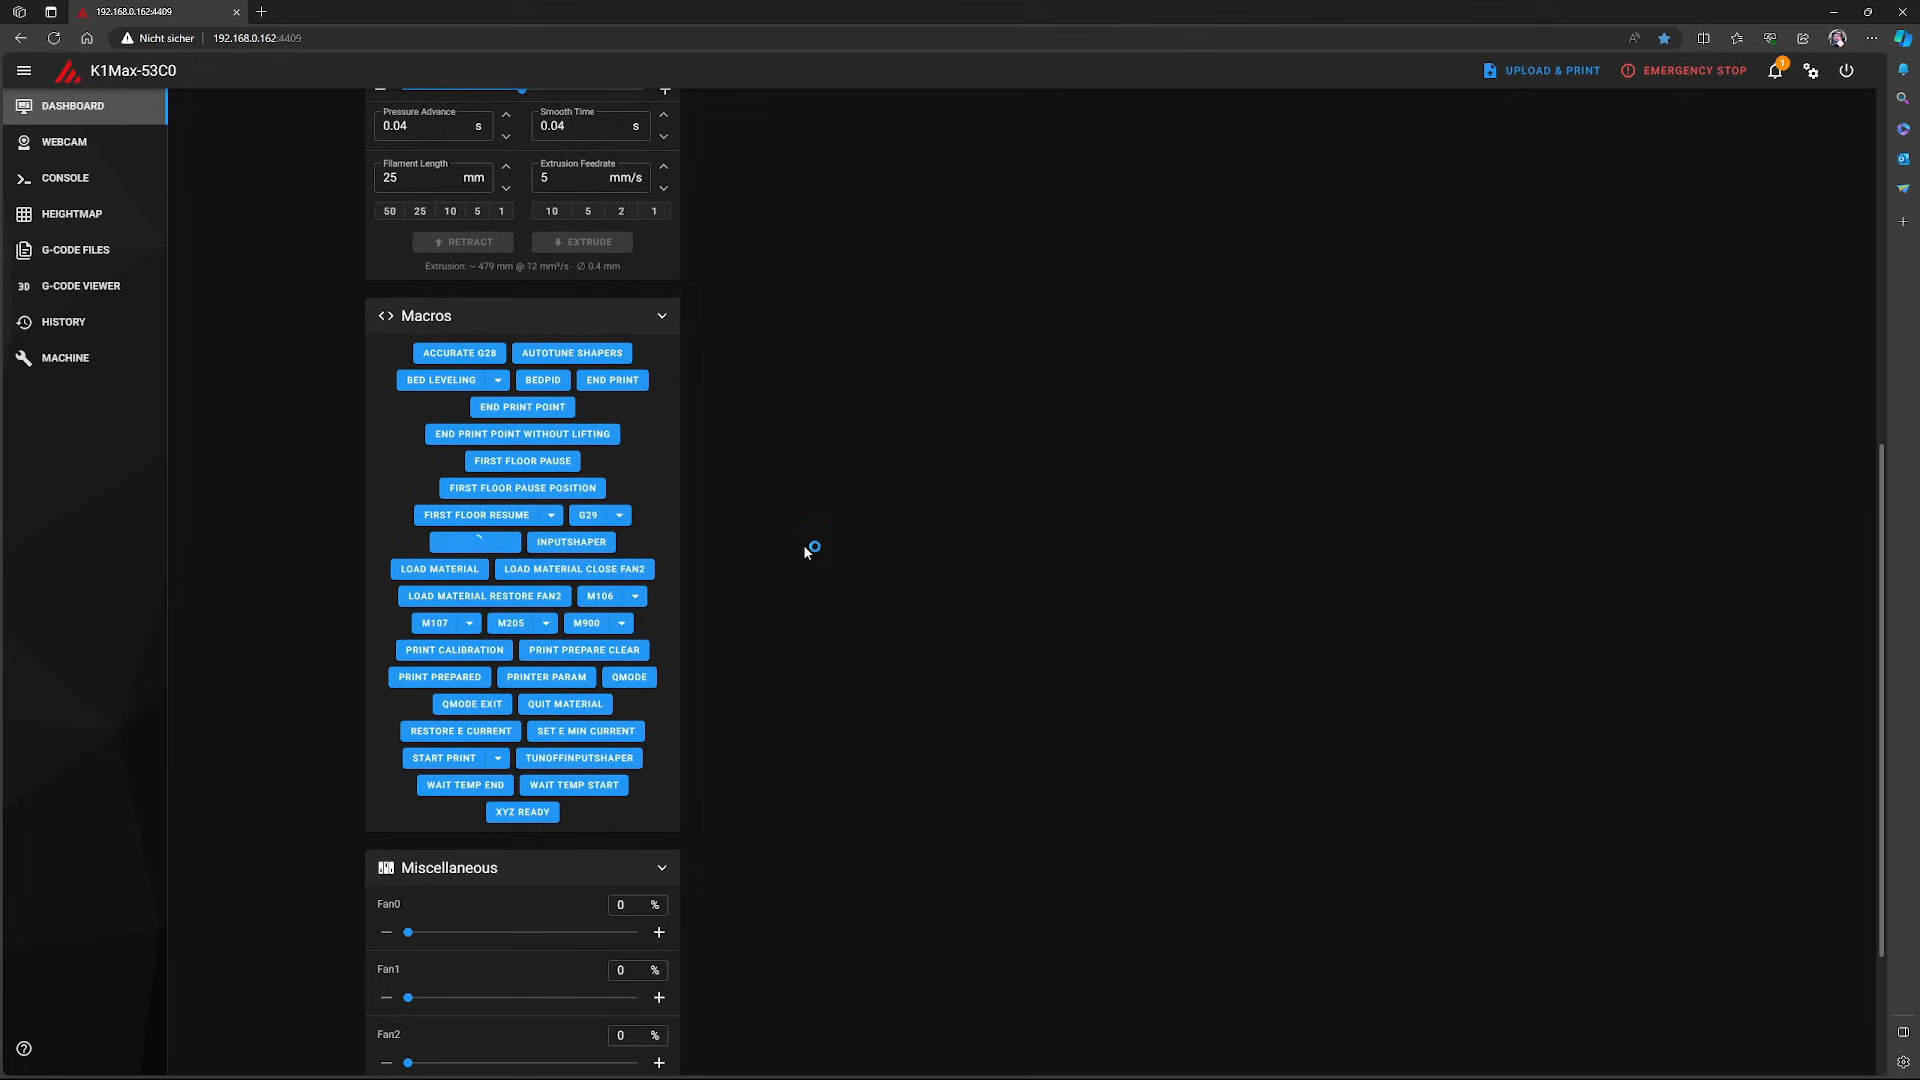 192.168.0.162:4409
Nicht sicher 192.168.0.162:4409
K1Max-53C0
UPLOAD & PRINT
EMERGENCY STOP
1
DASHBOARD
WEBCAM
CONSOLE
HEIGHTMAP
G-CODE FILES
3D G-CODE VIEWER
HISTORY
MACHINE
Pressure Advance
0.04 s
Smooth Time
0.04 s
Filament Length
25 mm
Extrusion Feedrate
5 mm/s
50 25 10 5 1
10 5 2 1
RETRACT
EXTRUDE
Extrusion: ~ 479 mm @ 12 mm³/s - ∅ 0.4 mm
Macros
ACCURATE G28 AUTOTUNE SHAPERS
BED LEVELING BEDPID END PRINT
END PRINT POINT
END PRINT POINT WITHOUT LIFTING
FIRST FLOOR PAUSE
FIRST FLOOR PAUSE POSITION
FIRST FLOOR RESUME G29
INPUTSHAPER
LOAD MATERIAL LOAD MATERIAL CLOSE FAN2
LOAD MATERIAL RESTORE FAN2 M106
M107 M205 M900
PRINT CALIBRATION PRINT PREPARE CLEAR
PRINT PREPARED PRINTER PARAM QMODE
QMODE EXIT QUIT MATERIAL
RESTORE E CURRENT SET E MIN CURRENT
START PRINT TUNOFFINPUTSHAPER
WAIT TEMP END WAIT TEMP START
XYZ READY
Miscellaneous
Fan0 0 %
Fan1 0 %
Fan2 0 %